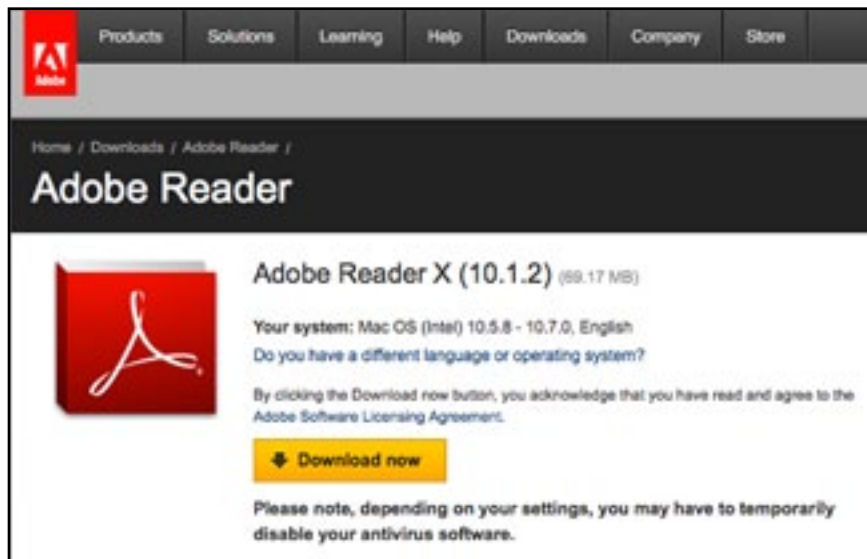 Products Solutions Learning Help Downloads Company Store
Adobe
Home / Downloads / Adobe Reader /
Adobe Reader
Adobe Reader X (10.1.2) (69.17 MB)
Your system: Mac OS (Intel) 10.5.8 - 10.7.0, English
Do you have a different language or operating system?
By clicking the Download now button, you acknowledge that you have read and agree to the
Adobe Software Licensing Agreement.
Download now
Please note, depending on your settings, you may have to temporarily
disable your antivirus software.